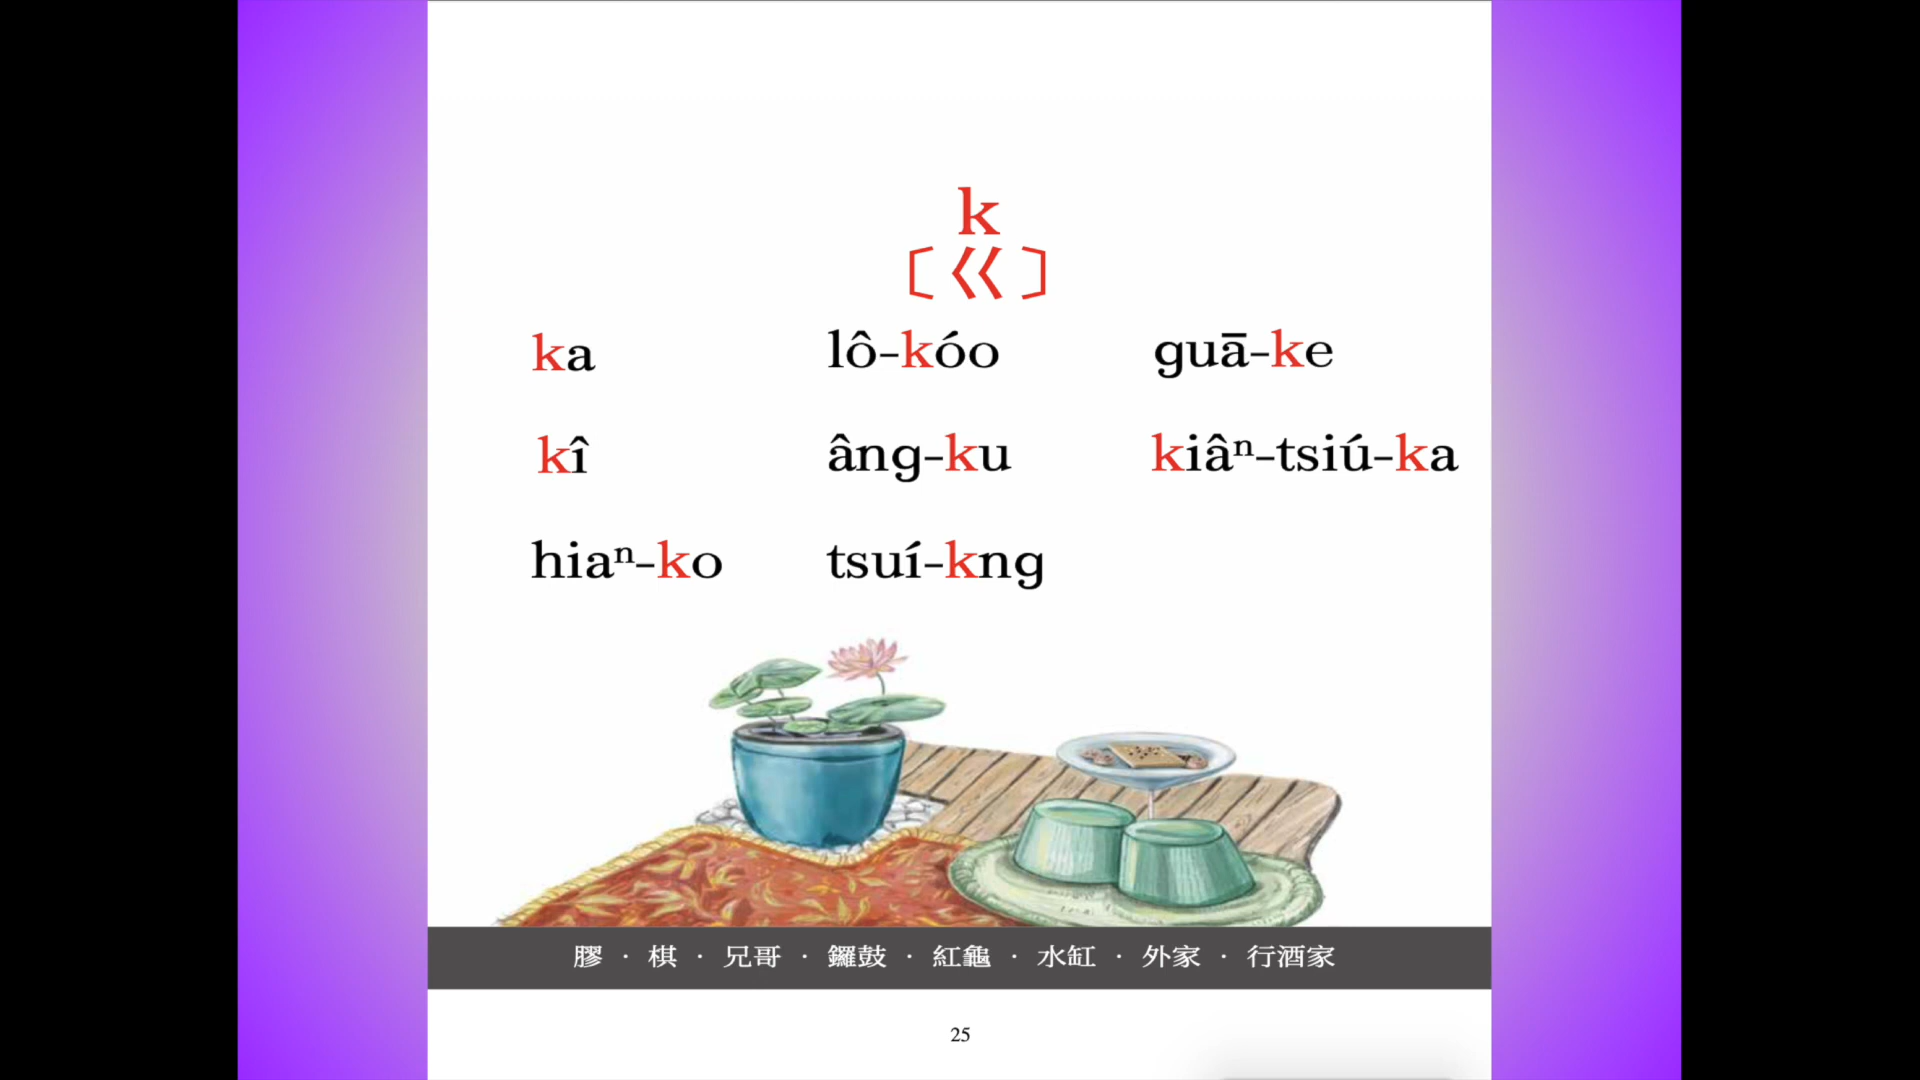 k
〔ㄍ〕
ka lô-kóo guā-ke
kî âng-ku kiâⁿ-tsiú-ka
hiaⁿ-ko tsuí-kng
膠 · 棋 · 兄哥 · 鑼鼓 · 紅龜 · 水缸 · 外家 · 行酒家
25